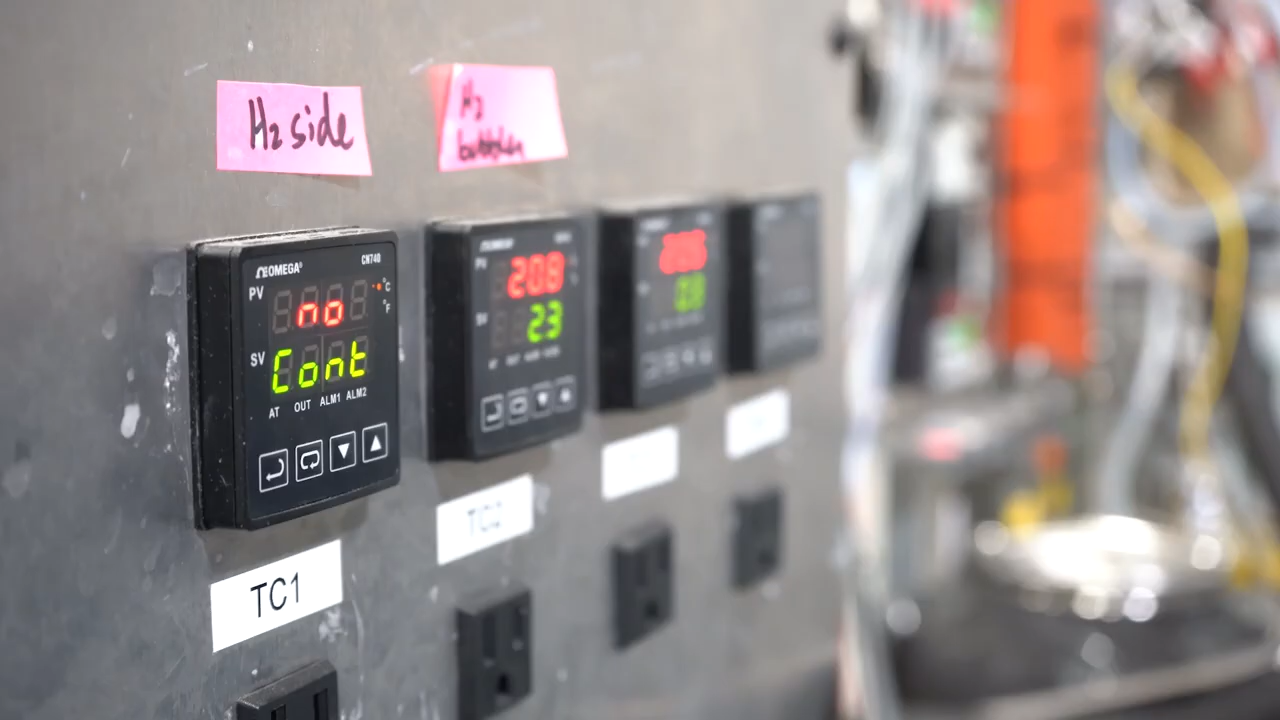 H₂ side
H₂
bubbler
OMEGA®
CN740
PV
no
°C
°F
SV
Cont
AT OUT ALM1 ALM2
TC1
OMEGA
PV
208
SV
23
TC2